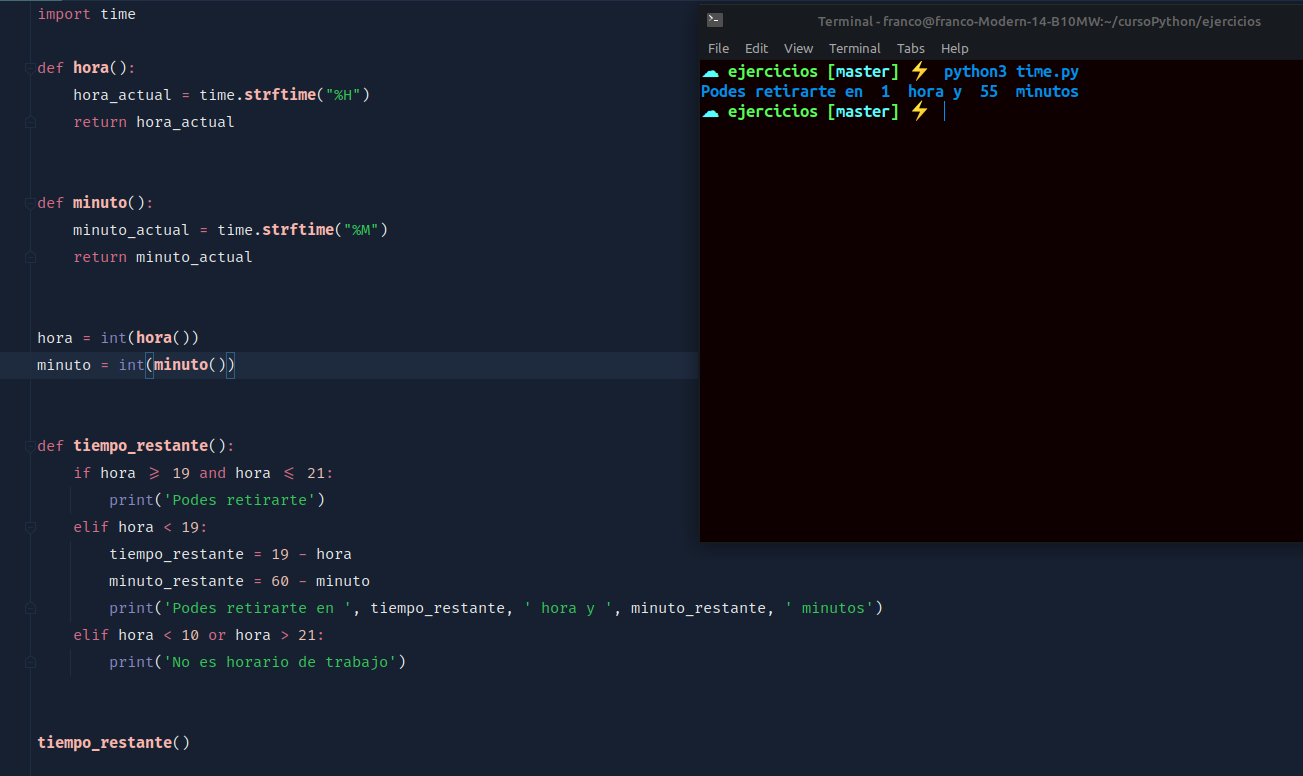 import time
def hora():
hora_actual = time.strftime("%H")
return hora_actual
def minuto():
minuto_actual = time.strftime("%M")
return minuto_actual
hora = int(hora())
minuto = int(minuto())
def tiempo_restante():
if hora ≥ 19 and hora ≤ 21:
print('Podes retirarte')
elif hora < 19:
tiempo_restante = 19 - hora
minuto_restante = 60 - minuto
print('Podes retirarte en ', tiempo_restante, ' hora y ', minuto_restante, ' minutos')
elif hora < 10 or hora > 21:
print('No es horario de trabajo')
tiempo_restante()
Terminal - franco@franco-Modern-14-B10MW:~/cursoPython/ejercicios
File Edit View Terminal Tabs Help
☁ ejercicios [master] ⚡ python3 time.py
Podes retirarte en  1  hora y  55  minutos
☁ ejercicios [master] ⚡